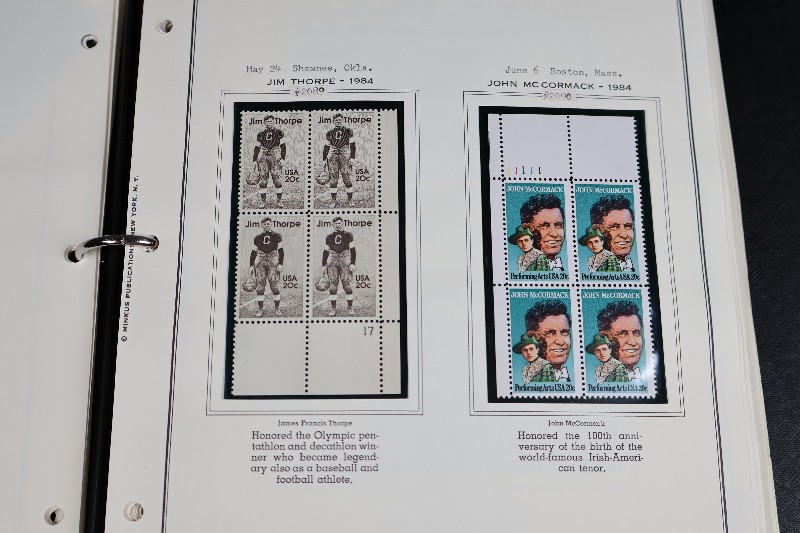 © MINKUS PUBLICATIONS, NEW YORK, N. Y.
May 24 Shawnee, Okla.
JIM THORPE – 1984
#2089
Jim Thorpe
USA
20c
Jim Thorpe
USA
20c
Jim Thorpe
USA
20c
Jim Thorpe
USA
20c
17
James Francis Thorpe
Honored the Olympic pen-
tathlon and decathlon win-
ner who became legend-
ary also as a baseball and
football athlete.
June 6 Boston, Mass.
JOHN MCCORMACK – 1984
#2090
11111
JOHN McCORMACK
Performing Arts USA 20c
JOHN McCORMACK
Performing Arts USA 20c
JOHN McCORMACK
Performing Arts USA 20c
JOHN McCORMACK
Performing Arts USA 20c
John McCormack
Honored the 100th anni-
versary of the birth of the
world-famous Irish-Ameri-
can tenor.